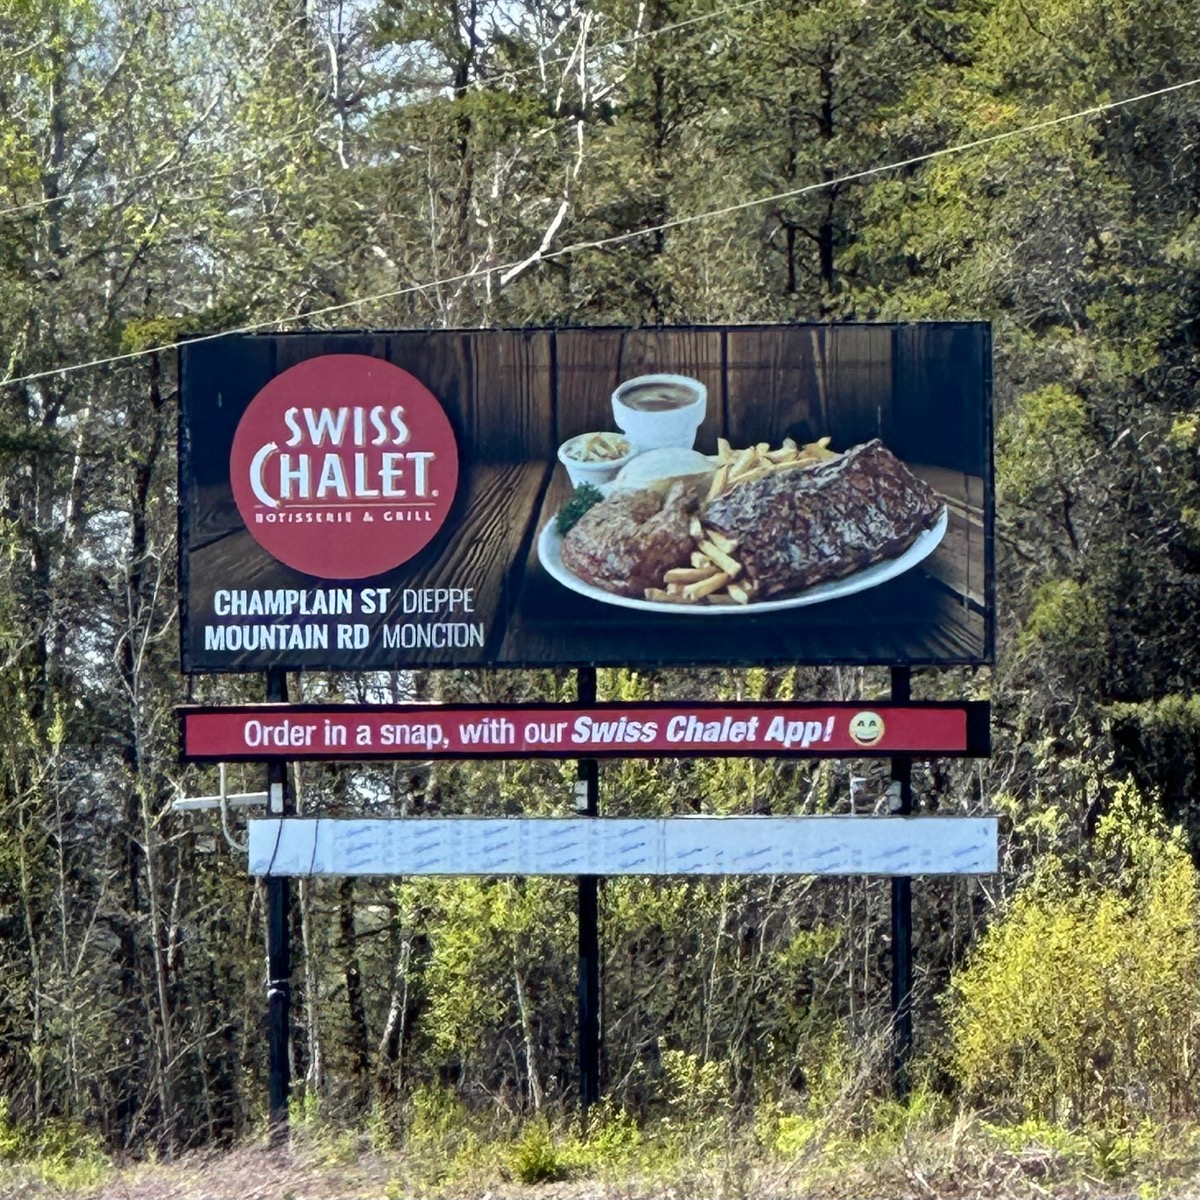 SWISS
CHALET
ROTISSERIE & GRILL
CHAMPLAIN ST DIEPPE
MOUNTAIN RD MONCTON
Order in a snap, with our Swiss Chalet App! 😊